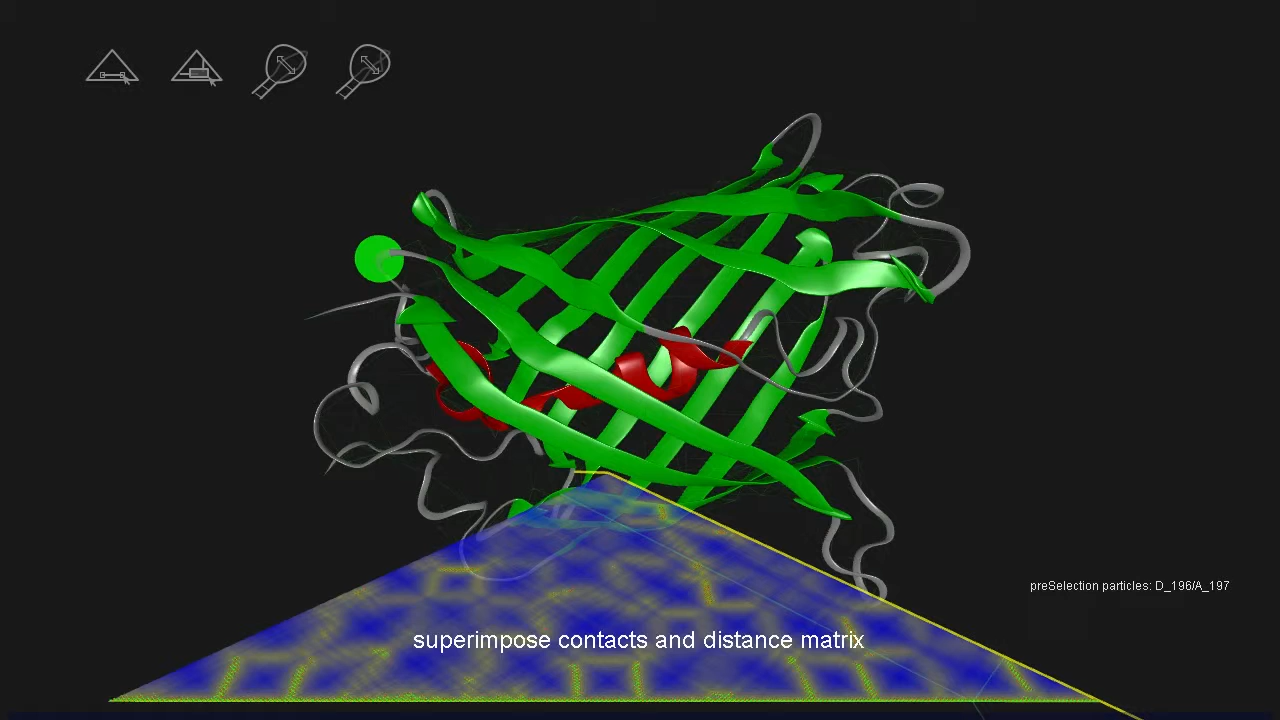 preSelection particles: D_196/A_197
superimpose contacts and distance matrix